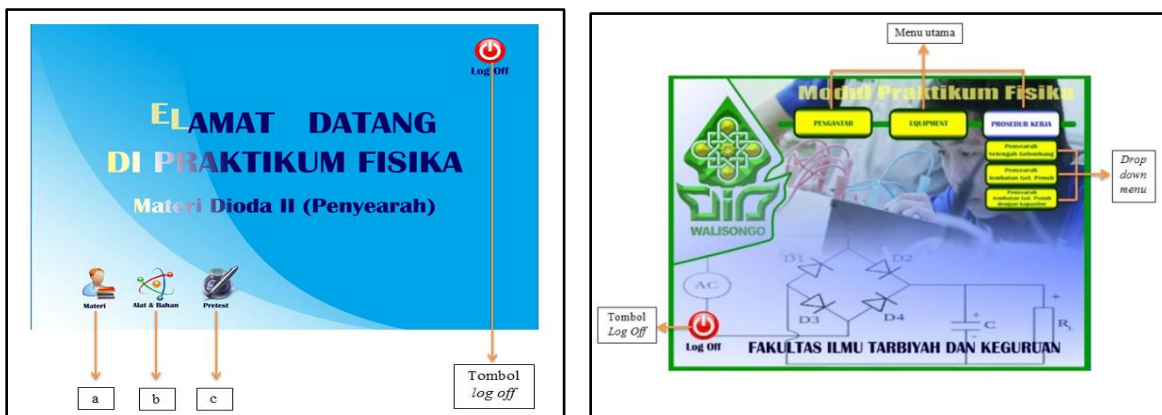 Log Off
ELAMAT DATANG
DI PRAKTIKUM FISIKA
Materi Dioda II (Penyearah)
Materi
Alat & Bahan
Pretest
a
b
c
Tombol
log off
Menu utama
Modul Praktikum Fisika
PENGANTAR
EQUIPMENT
PROSEDUR KERJA
Penyearah
Setengah Gelombang
Penyearah
Jembatan Gel. Penuh
Penyearah
Jembatan Gel. Penuh
dengan kapasitor
Drop
down
menu
WALISONGO
D1
D2
AC
D3
D4
+
C
+
RL
Tombol
Log Off
Log Off
FAKULTAS ILMU TARBIYAH DAN KEGURUAN